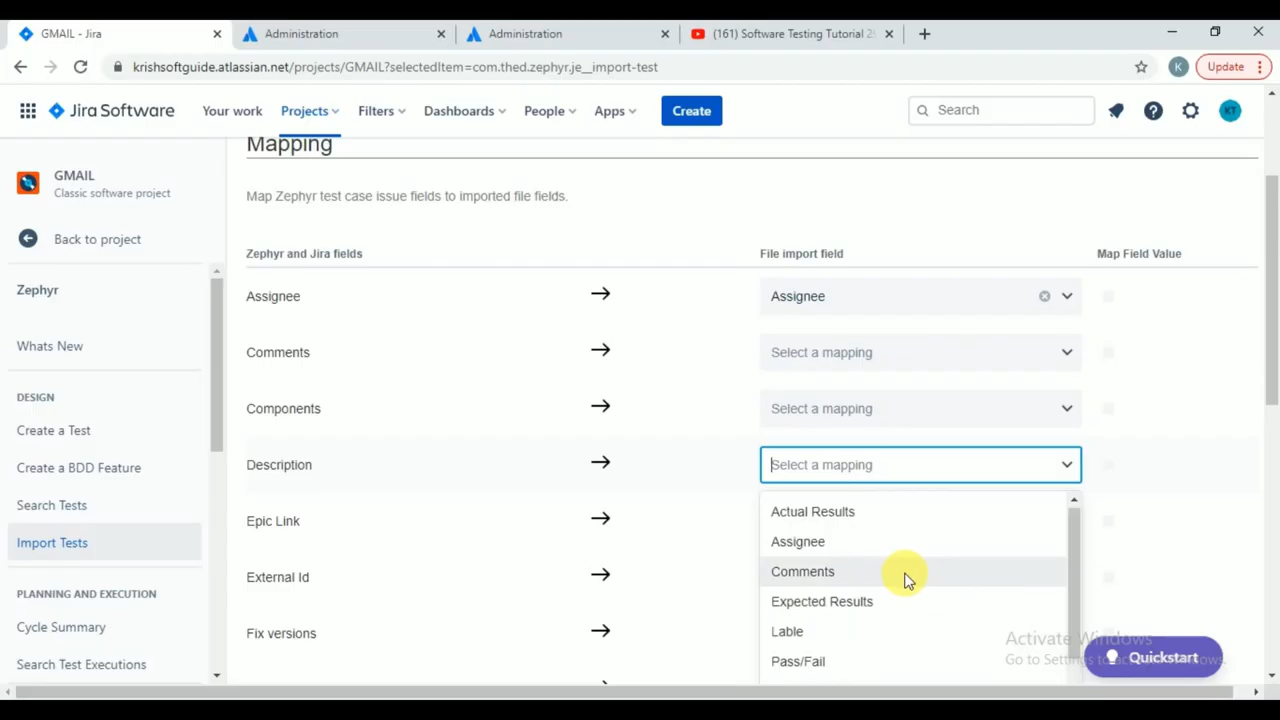 GMAIL - Jira
Administration
Administration
(161) Software Testing Tutorial 2
krishsoftguide.atlassian.net/projects/GMAIL?selectedItem=com.thed.zephyr.je__import-test
K
Update
Jira Software
Your work
Projects
Filters
Dashboards
People
Apps
Create
Search
KT
GMAIL
Classic software project
Back to project
Zephyr
Whats New
DESIGN
Create a Test
Create a BDD Feature
Search Tests
Import Tests
PLANNING AND EXECUTION
Cycle Summary
Search Test Executions
Mapping
Map Zephyr test case issue fields to imported file fields.
Zephyr and Jira fields
File import field
Map Field Value
Assignee
Assignee
Comments
Select a mapping
Components
Select a mapping
Description
Select a mapping
Actual Results
Assignee
Comments
Expected Results
Lable
Pass/Fail
Epic Link
External Id
Fix versions
Activate Windows
Go to Settings to activate Windows.
Quickstart